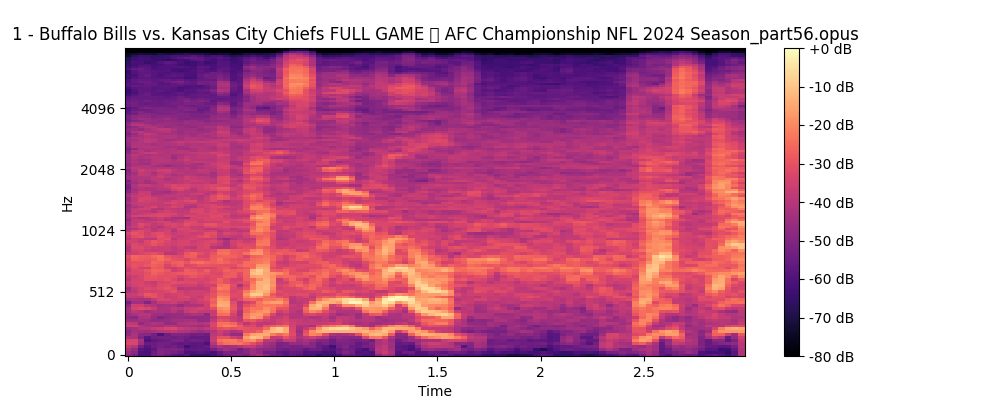 1 - Buffalo Bills vs. Kansas City Chiefs FULL GAME ▯ AFC Championship NFL 2024 Season_part56.opus
+0 dB
-10 dB
-20 dB
-30 dB
-40 dB
-50 dB
-60 dB
-70 dB
-80 dB
4096
2048
1024
512
0
Hz
0 0.5 1 1.5 2 2.5
Time